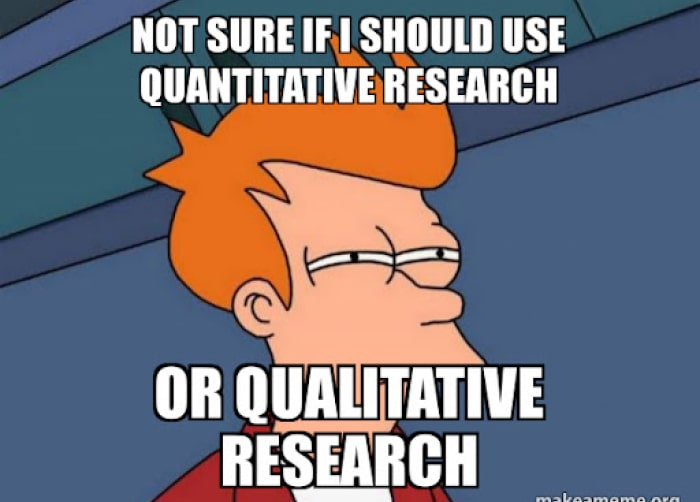 NOT SURE IF I SHOULD USE
QUANTITATIVE RESEARCH
OR QUALITATIVE
RESEARCH
makeameme.org